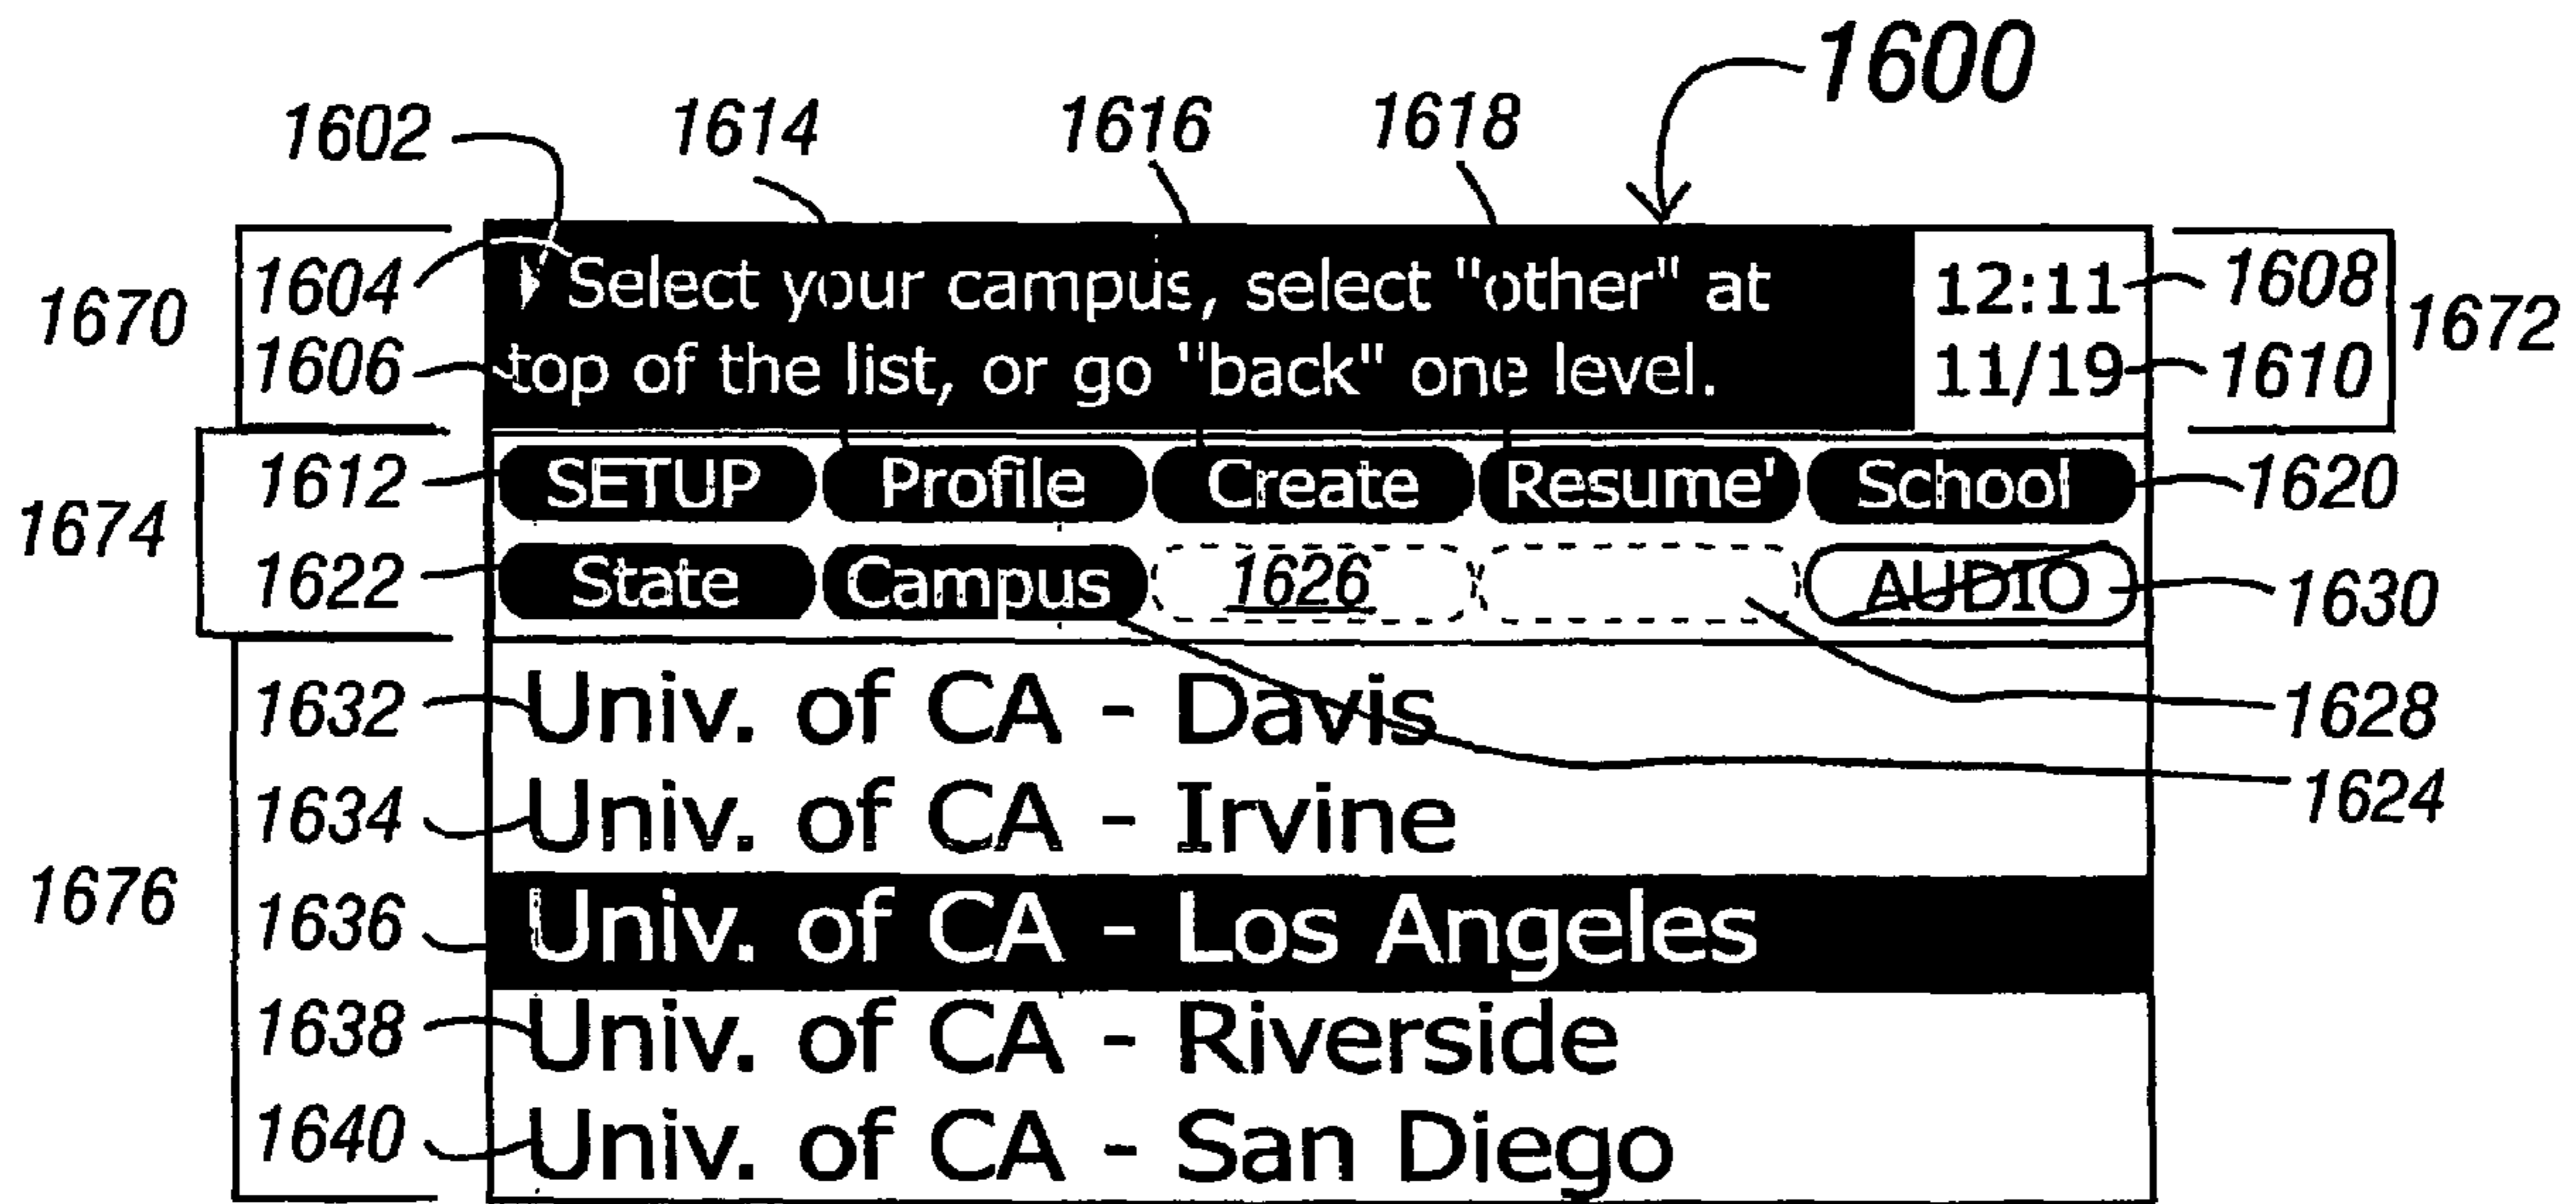 1600
1602 1614 1616 1618
1670 1604 Select your campus, select "other" at 12:11 1608 1672
1606 top of the list, or go "back" one level. 11/19 1610
1674 1612 SETUP Profile Create Resume' School 1620
1622 State Campus 1626 AUDIO 1630
1632 Univ. of CA - Davis 1628
1634 Univ. of CA - Irvine 1624
1676 1636 Univ. of CA - Los Angeles
1638 Univ. of CA - Riverside
1640 Univ. of CA - San Diego